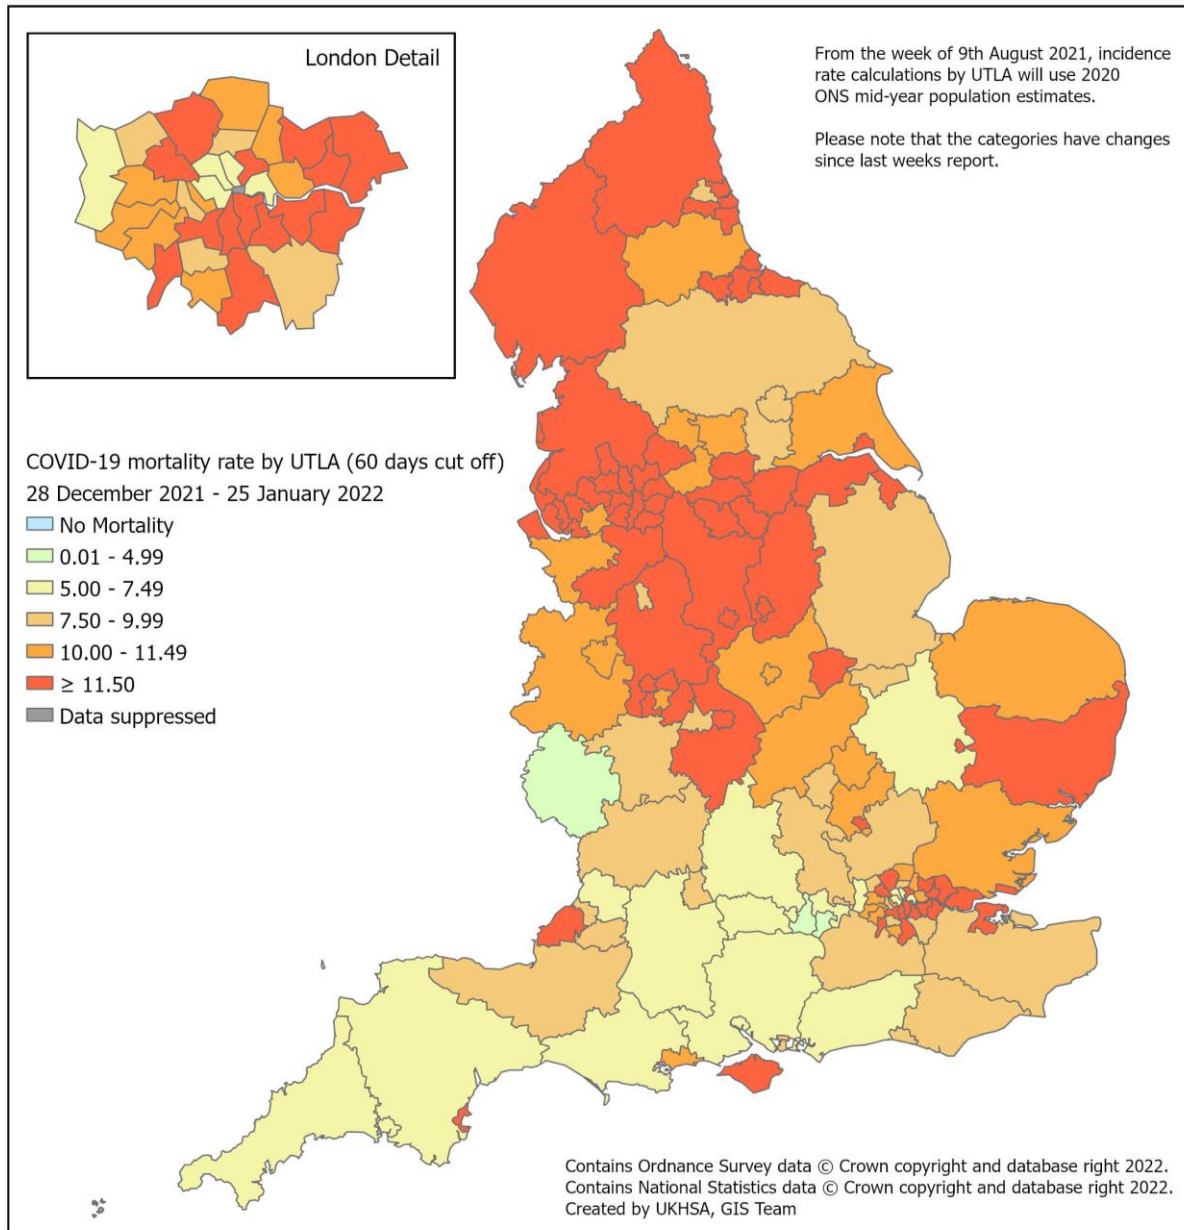 London Detail
From the week of 9th August 2021, incidence
rate calculations by UTLA will use 2020
ONS mid-year population estimates.
Please note that the categories have changes
since last weeks report.
COVID-19 mortality rate by UTLA (60 days cut off)
28 December 2021 - 25 January 2022
No Mortality
0.01 - 4.99
5.00 - 7.49
7.50 - 9.99
10.00 - 11.49
≥ 11.50
Data suppressed
Contains Ordnance Survey data © Crown copyright and database right 2022.
Contains National Statistics data © Crown copyright and database right 2022.
Created by UKHSA, GIS Team